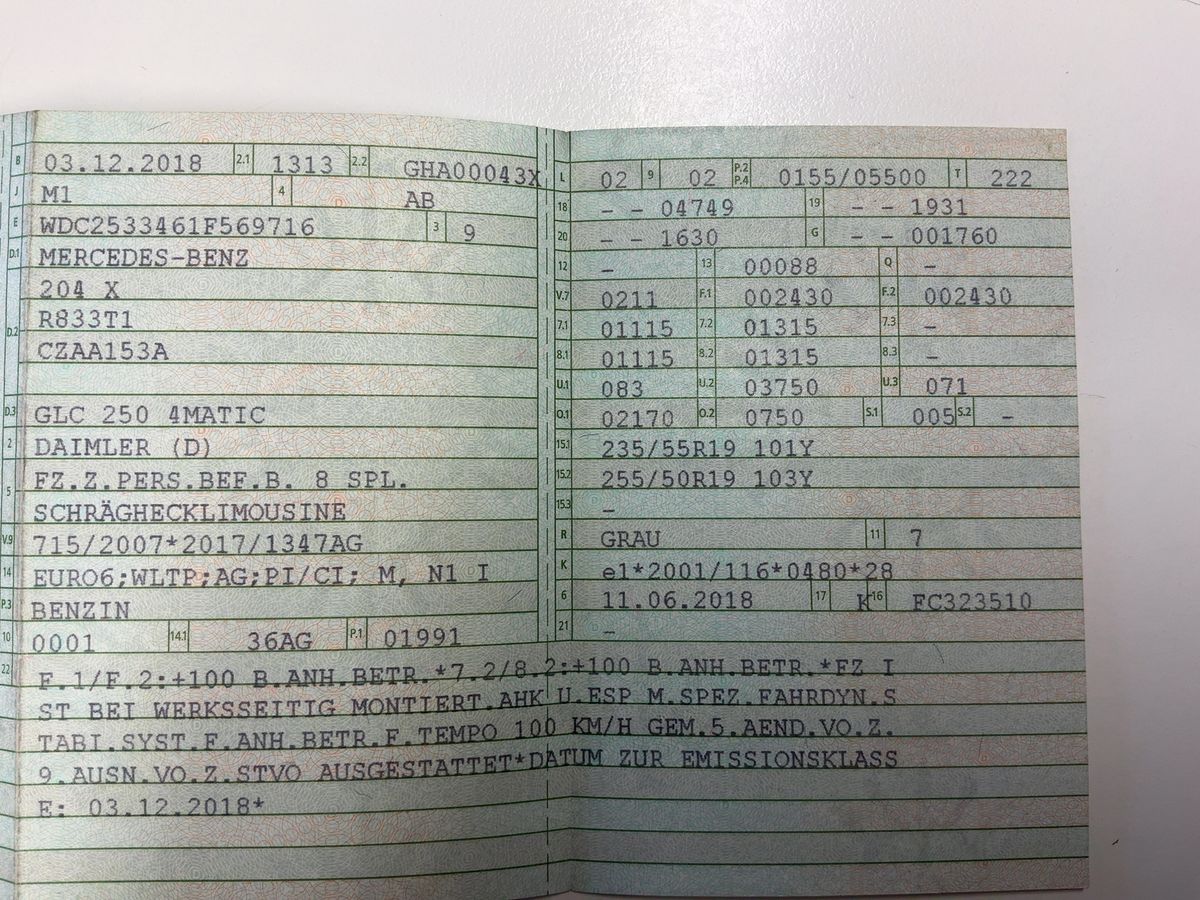 B 03.12.2018 2.1 1313 2.2 GHA00043X
J M1 4 AB
E WDC2533461F569716 3 9
D.1 MERCEDES-BENZ
204 X
D.2 R833T1
CZAA153A
D.3 GLC 250 4MATIC
2 DAIMLER (D)
5 FZ.Z.PERS.BEF.B. 8 SPL.
SCHRÄGHECKLIMOUSINE
V.9 715/2007*2017/1347AG
14 EURO6;WLTP;AG;PI/CI; M, N1 I
P.3 BENZIN
10 0001 14.1 36AG P.1 01991
L 02 9 02 P.2 P.4 0155/05500 T 222
18 – – 04749 19 – – 1931
20 – – 1630 G – – 001760
12 – 13 00088 Q –
V.7 0211 F.1 002430 F.2 002430
7.1 01115 7.2 01315 7.3 –
8.1 01115 8.2 01315 8.3 –
U.1 083 U.2 03750 U.3 071
O.1 02170 O.2 0750 S.1 005 S.2 –
15.1 235/55R19 101Y
15.2 255/50R19 103Y
15.3 –
R GRAU 11 7
K e1*2001/116*0480*28
6 11.06.2018 17 K 16 FC323510
21 –
22 F.1/F.2:+100 B.ANH.BETR.*7.2/8.2:+100 B.ANH.BETR.*FZ I
ST BEI WERKSSEITIG MONTIERT.AHK U.ESP M.SPEZ.FAHRDYN.S
TABI.SYST.F.ANH.BETR.F.TEMPO 100 KM/H GEM.5.AEND.VO.Z.
9.AUSN.VO.Z.STVO AUSGESTATTET*DATUM ZUR EMISSIONSKLASS
E: 03.12.2018*